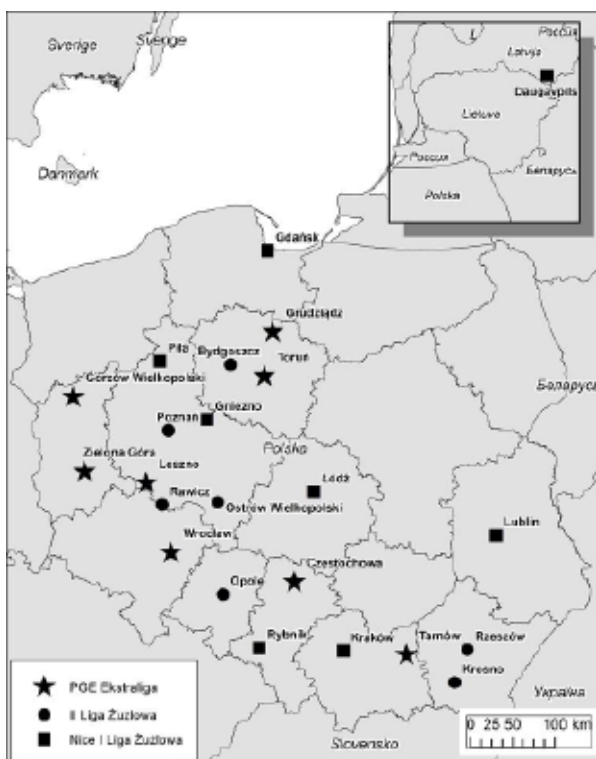 Sverige
Sverige
Россия
Latvija
Daugavpils
Lietuva
Danmark
Россия
Беларусь
Polska
Gdańsk
Grudziądz
Piła
Bydgoszcz
Toruń
Gorzów Wielkopolski
Беларусь
Gniezno
Poznań
Polska
Zielona Góra
Leszno
Łódź
Rawicz
Ostrów Wielkopolski
Lublin
Wrocław
Częstochowa
Opole
Rybnik
Kraków
Tarnów
Rzeszów
Krosno
PGE Ekstraliga
II Liga Żużlowa
Nice I Liga Żużlowa
Україна
0 25 50 100 km
Slovensko